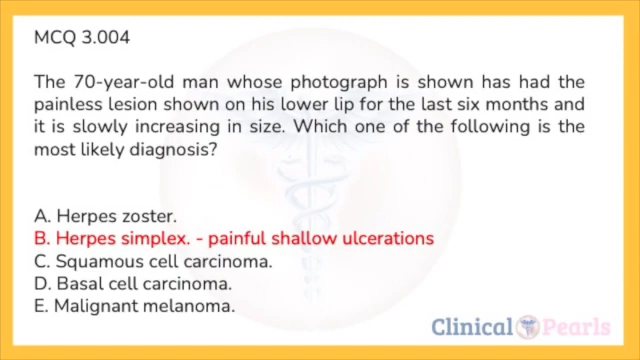 MCQ 3.004
The 70-year-old man whose photograph is shown has had the
painless lesion shown on his lower lip for the last six months and
it is slowly increasing in size. Which one of the following is the
most likely diagnosis?
A. Herpes zoster.
B. Herpes simplex. - painful shallow ulcerations
C. Squamous cell carcinoma.
D. Basal cell carcinoma.
E. Malignant melanoma.
Clinical Pearls